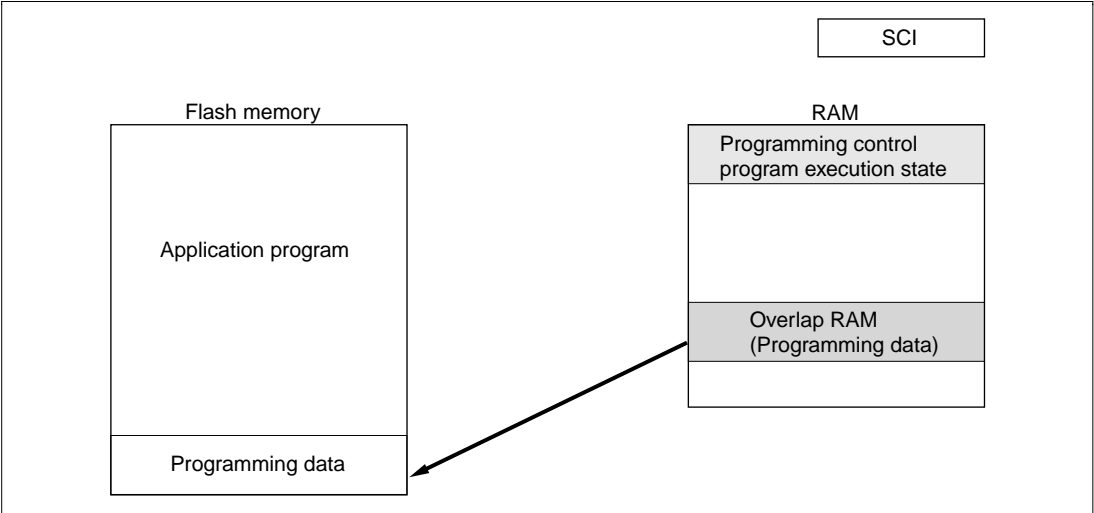 SCI
Flash memory
RAM
Programming control
program execution state
Application program
Overlap RAM
(Programming data)
Programming data